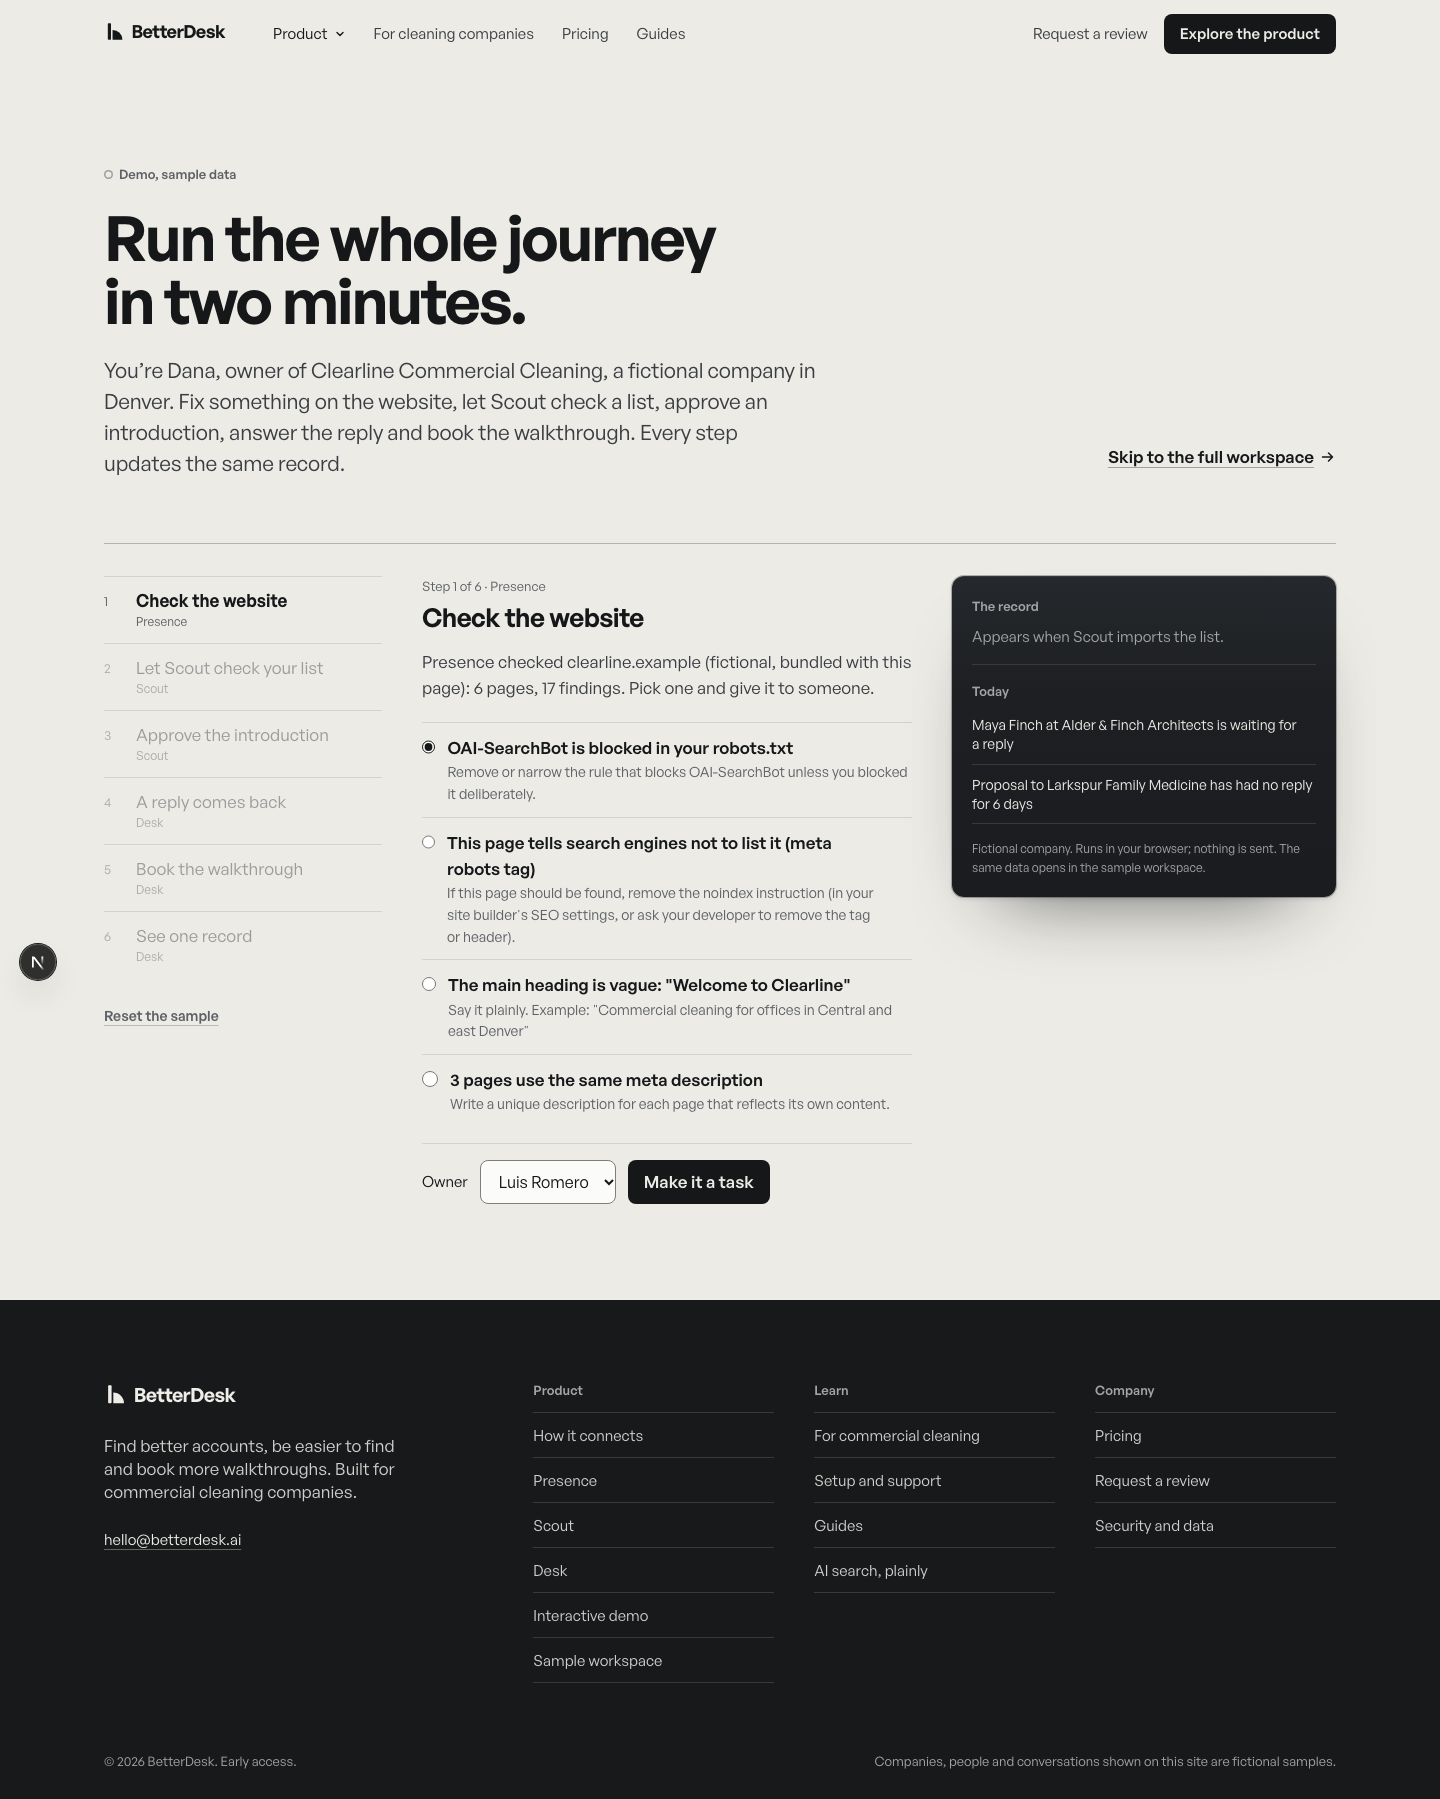 BetterDesk
Product
For cleaning companies
Pricing
Guides
Request a review
Explore the product
Demo, sample data
Run the whole journey
in two minutes.
You’re Dana, owner of Clearline Commercial Cleaning, a fictional company in
Denver. Fix something on the website, let Scout check a list, approve an
introduction, answer the reply and book the walkthrough. Every step
updates the same record.
Skip to the full workspace →
1 Check the website
Presence
2 Let Scout check your list
Scout
3 Approve the introduction
Scout
4 A reply comes back
Desk
5 Book the walkthrough
Desk
6 See one record
Desk
Reset the sample
Step 1 of 6 · Presence
Check the website
Presence checked clearline.example (fictional, bundled with this
page): 6 pages, 17 findings. Pick one and give it to someone.
OAI-SearchBot is blocked in your robots.txt
Remove or narrow the rule that blocks OAI-SearchBot unless you blocked
it deliberately.
This page tells search engines not to list it (meta
robots tag)
If this page should be found, remove the noindex instruction (in your
site builder's SEO settings, or ask your developer to remove the tag
or header).
The main heading is vague: "Welcome to Clearline"
Say it plainly. Example: "Commercial cleaning for offices in Central and
east Denver"
3 pages use the same meta description
Write a unique description for each page that reflects its own content.
Owner
Luis Romero
Make it a task
The record
Appears when Scout imports the list.
Today
Maya Finch at Alder & Finch Architects is waiting for
a reply
Proposal to Larkspur Family Medicine has had no reply
for 6 days
Fictional company. Runs in your browser; nothing is sent. The
same data opens in the sample workspace.
N
BetterDesk
Find better accounts, be easier to find
and book more walkthroughs. Built for
commercial cleaning companies.
hello@betterdesk.ai
Product
How it connects
Presence
Scout
Desk
Interactive demo
Sample workspace
Learn
For commercial cleaning
Setup and support
Guides
AI search, plainly
Company
Pricing
Request a review
Security and data
© 2026 BetterDesk. Early access.
Companies, people and conversations shown on this site are fictional samples.